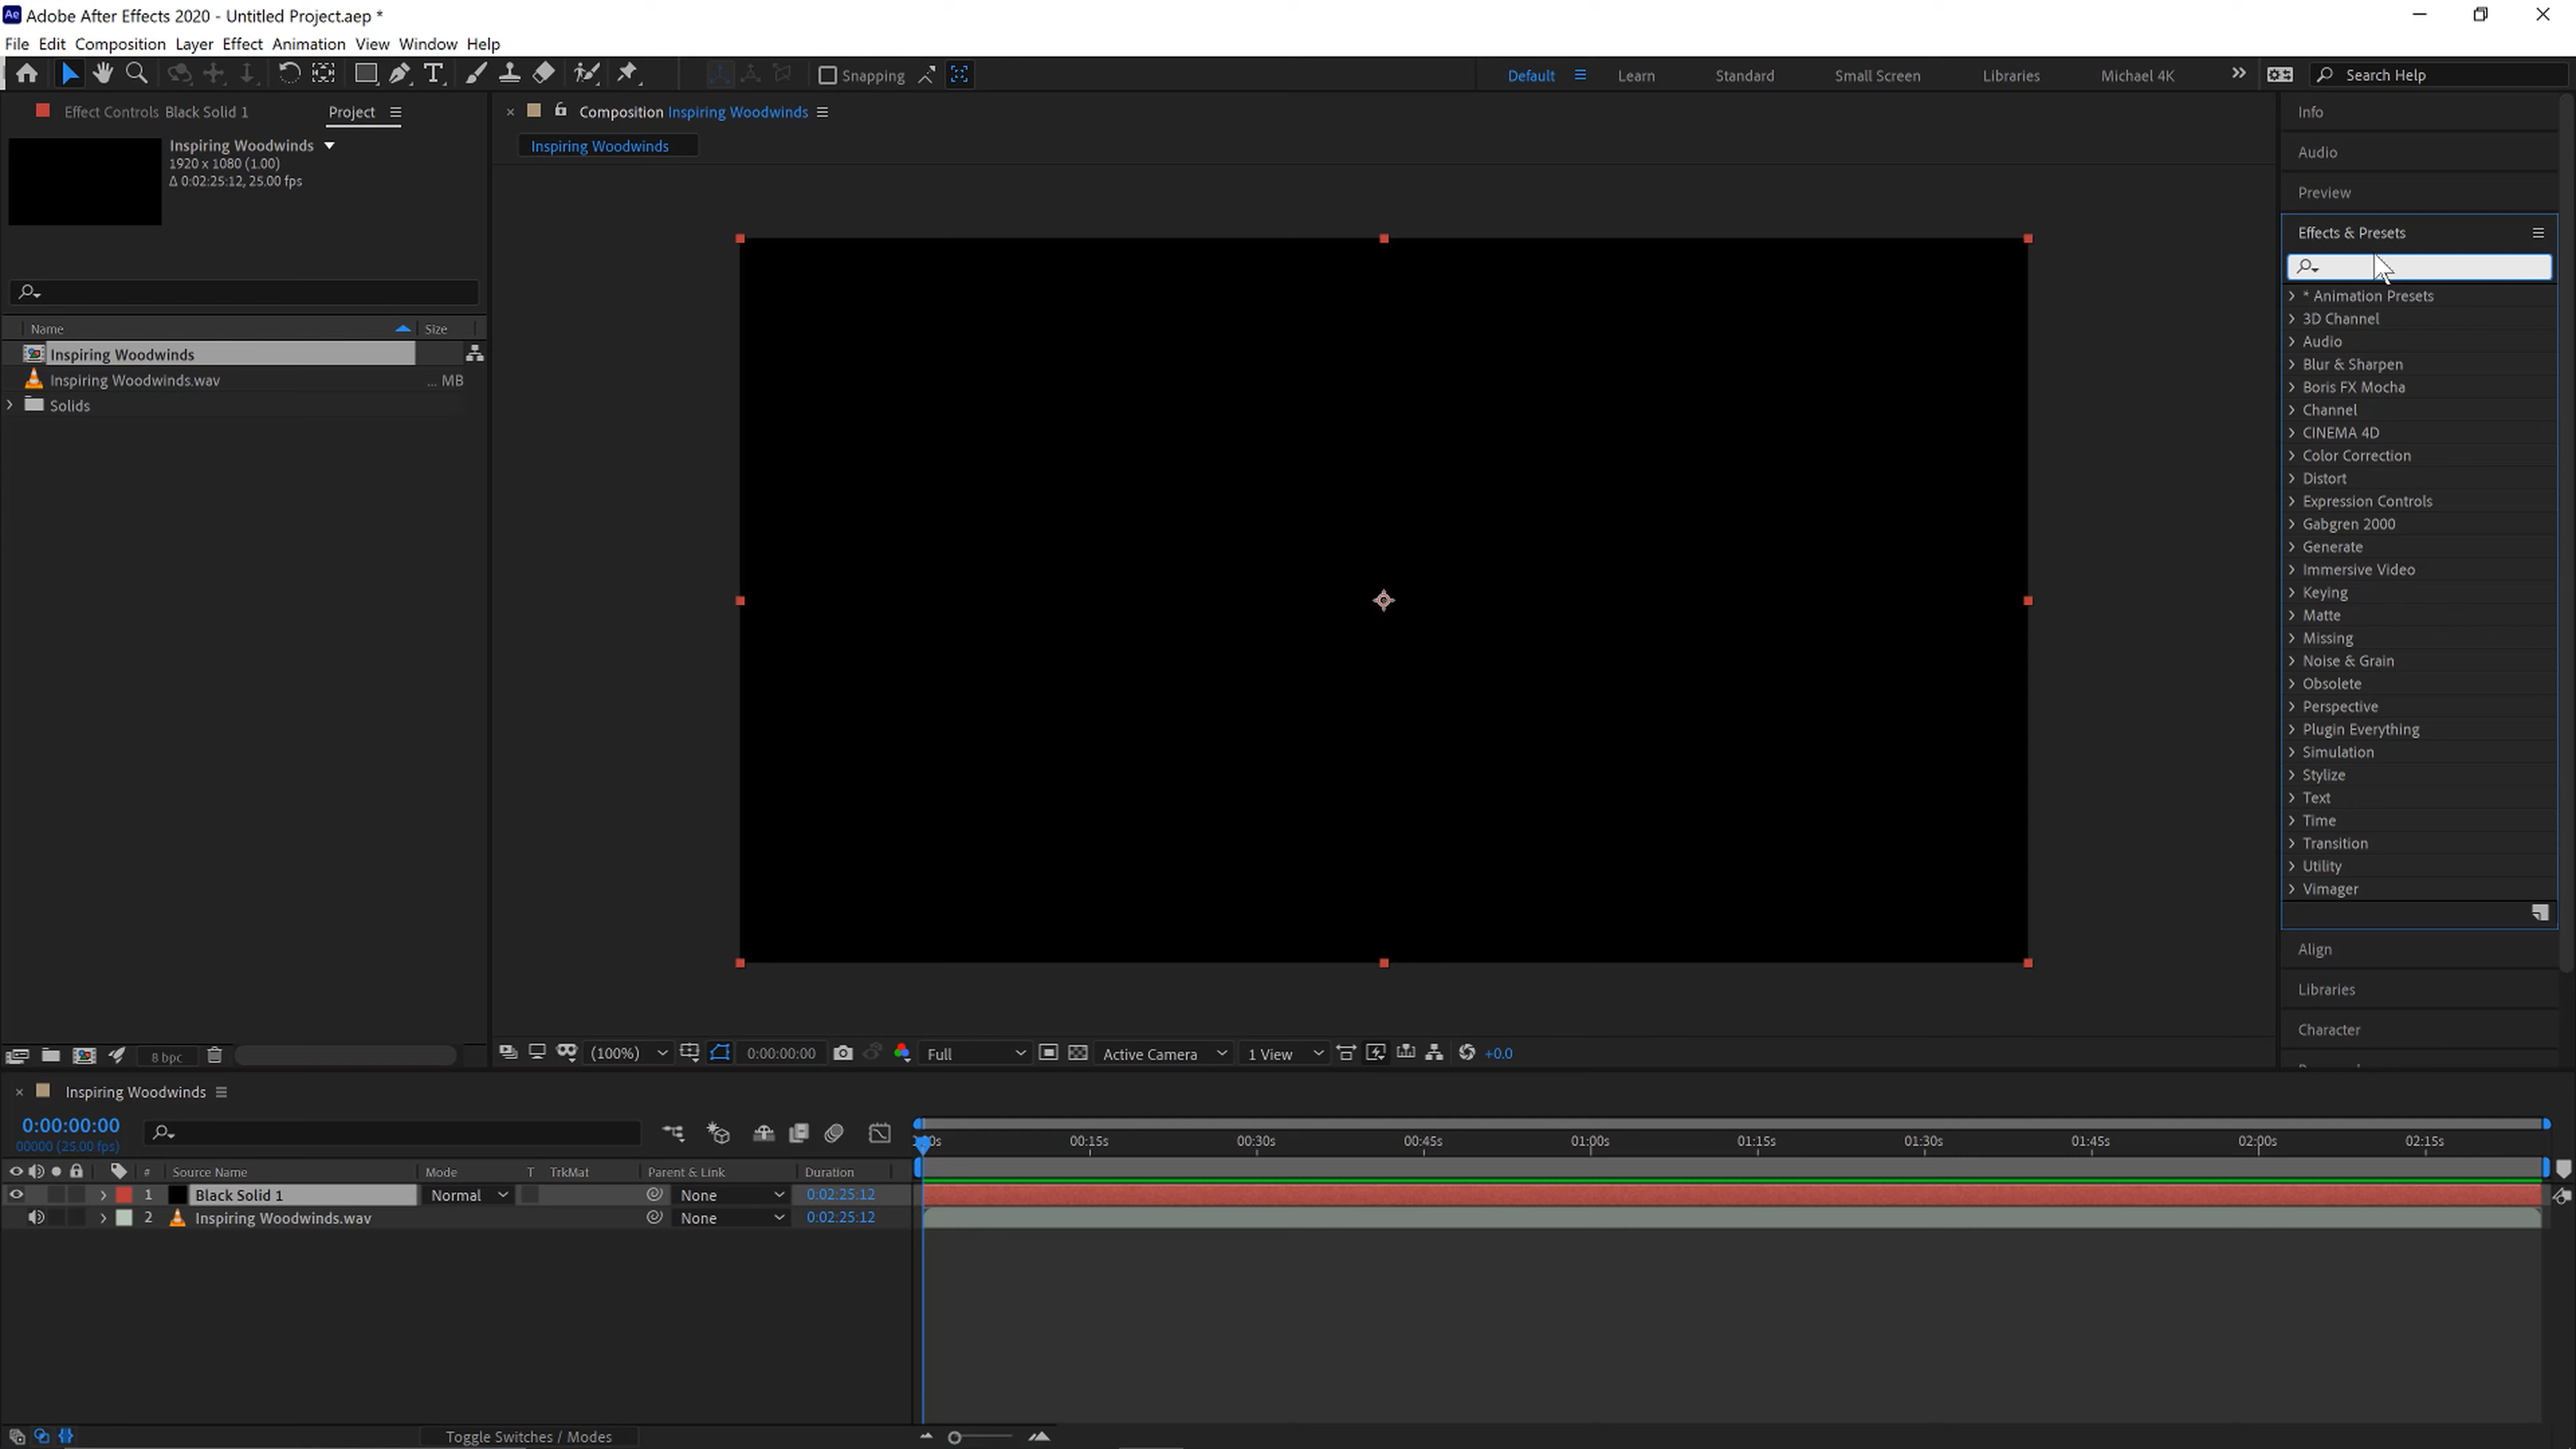 Adobe After Effects 2020 - Untitled Project.aep *
File Edit Composition Layer Effect Animation View Window Help
Snapping
Default Learn Standard Small Screen Libraries Michael 4K Search Help
Effect Controls Black Solid 1 Project
Inspiring Woodwinds
1920 x 1080 (1.00)
Δ 0:02:25:12, 25.00 fps
Name Size
Inspiring Woodwinds
Inspiring Woodwinds.wav ... MB
Solids
8 bpc
Composition Inspiring Woodwinds
Inspiring Woodwinds
(100%) 0:00:00:00 Full Active Camera 1 View +0.0
Info
Audio
Preview
Effects & Presets
* Animation Presets
3D Channel
Audio
Blur & Sharpen
Boris FX Mocha
Channel
CINEMA 4D
Color Correction
Distort
Expression Controls
Gabgren 2000
Generate
Immersive Video
Keying
Matte
Missing
Noise & Grain
Obsolete
Perspective
Plugin Everything
Simulation
Stylize
Text
Time
Transition
Utility
Vimager
Align
Libraries
Character
Inspiring Woodwinds
0:00:00:00
00000 (25.00 fps)
00:15s 00:30s 00:45s 01:00s 01:15s 01:30s 01:45s 02:00s 02:15s
# Source Name Mode T TrkMat Parent & Link Duration
1 Black Solid 1 Normal None 0:02:25:12
2 Inspiring Woodwinds.wav None 0:02:25:12
Toggle Switches / Modes